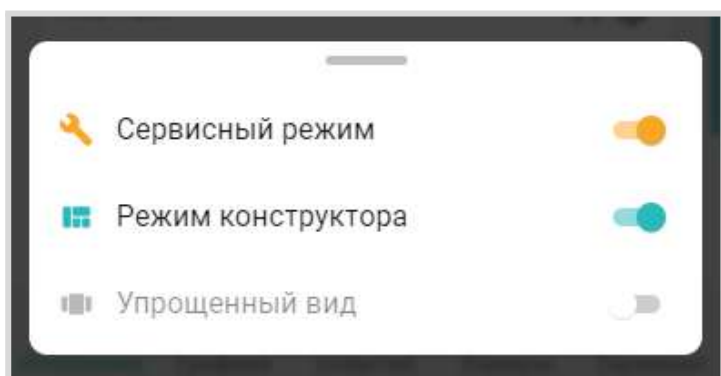 Сервисный режим
Режим конструктора
Упрощенный вид